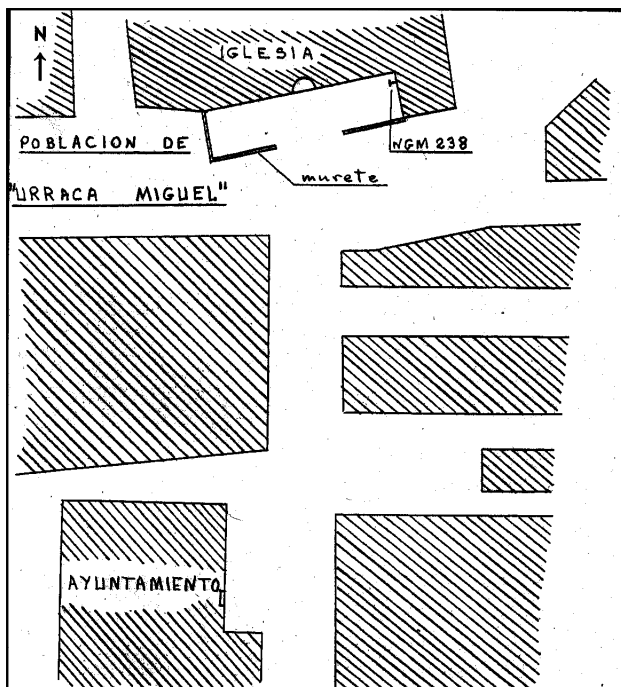 N
IGLESIA
POBLACION DE
NGM 238
murete
"URRACA MIGUEL"
AYUNTAMIENTO